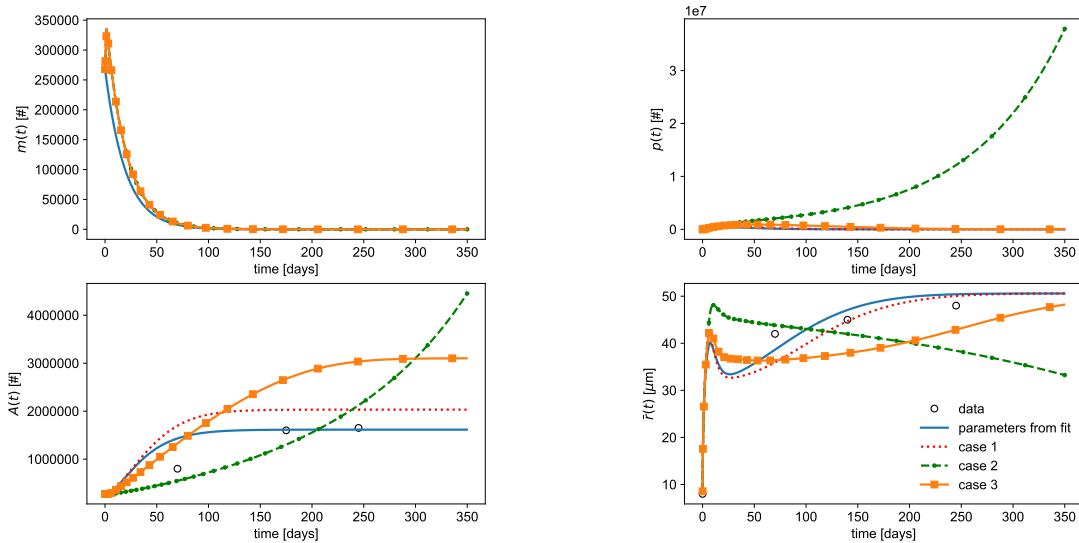 350000
300000
250000
200000
150000
100000
50000
0
m(t) [#]
0 50 100 150 200 250 300 350
time [days]
1e7
3
2
1
0
p(t) [#]
0 50 100 150 200 250 300 350
time [days]
4000000
3000000
2000000
1000000
A(t) [#]
0 50 100 150 200 250 300 350
time [days]
50
40
30
20
10
r̄(t) [μm]
0 50 100 150 200 250 300 350
time [days]
data
parameters from fit
case 1
case 2
case 3